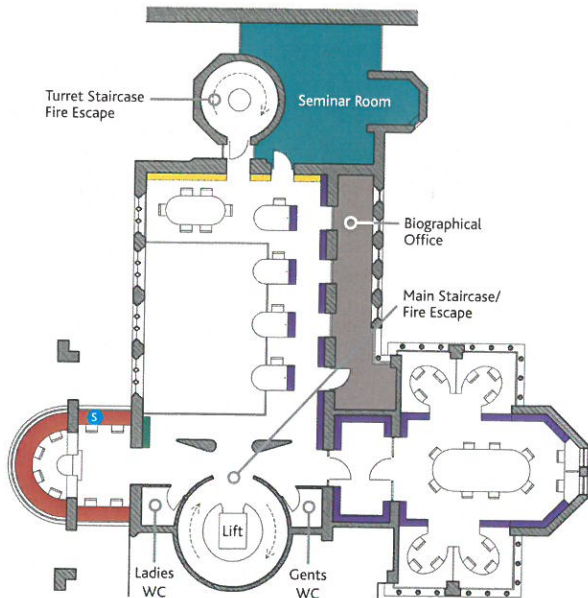 Turret Staircase
Fire Escape
Seminar Room
Biographical
Office
Main Staircase/
Fire Escape
S
Lift
Ladies
WC
Gents
WC